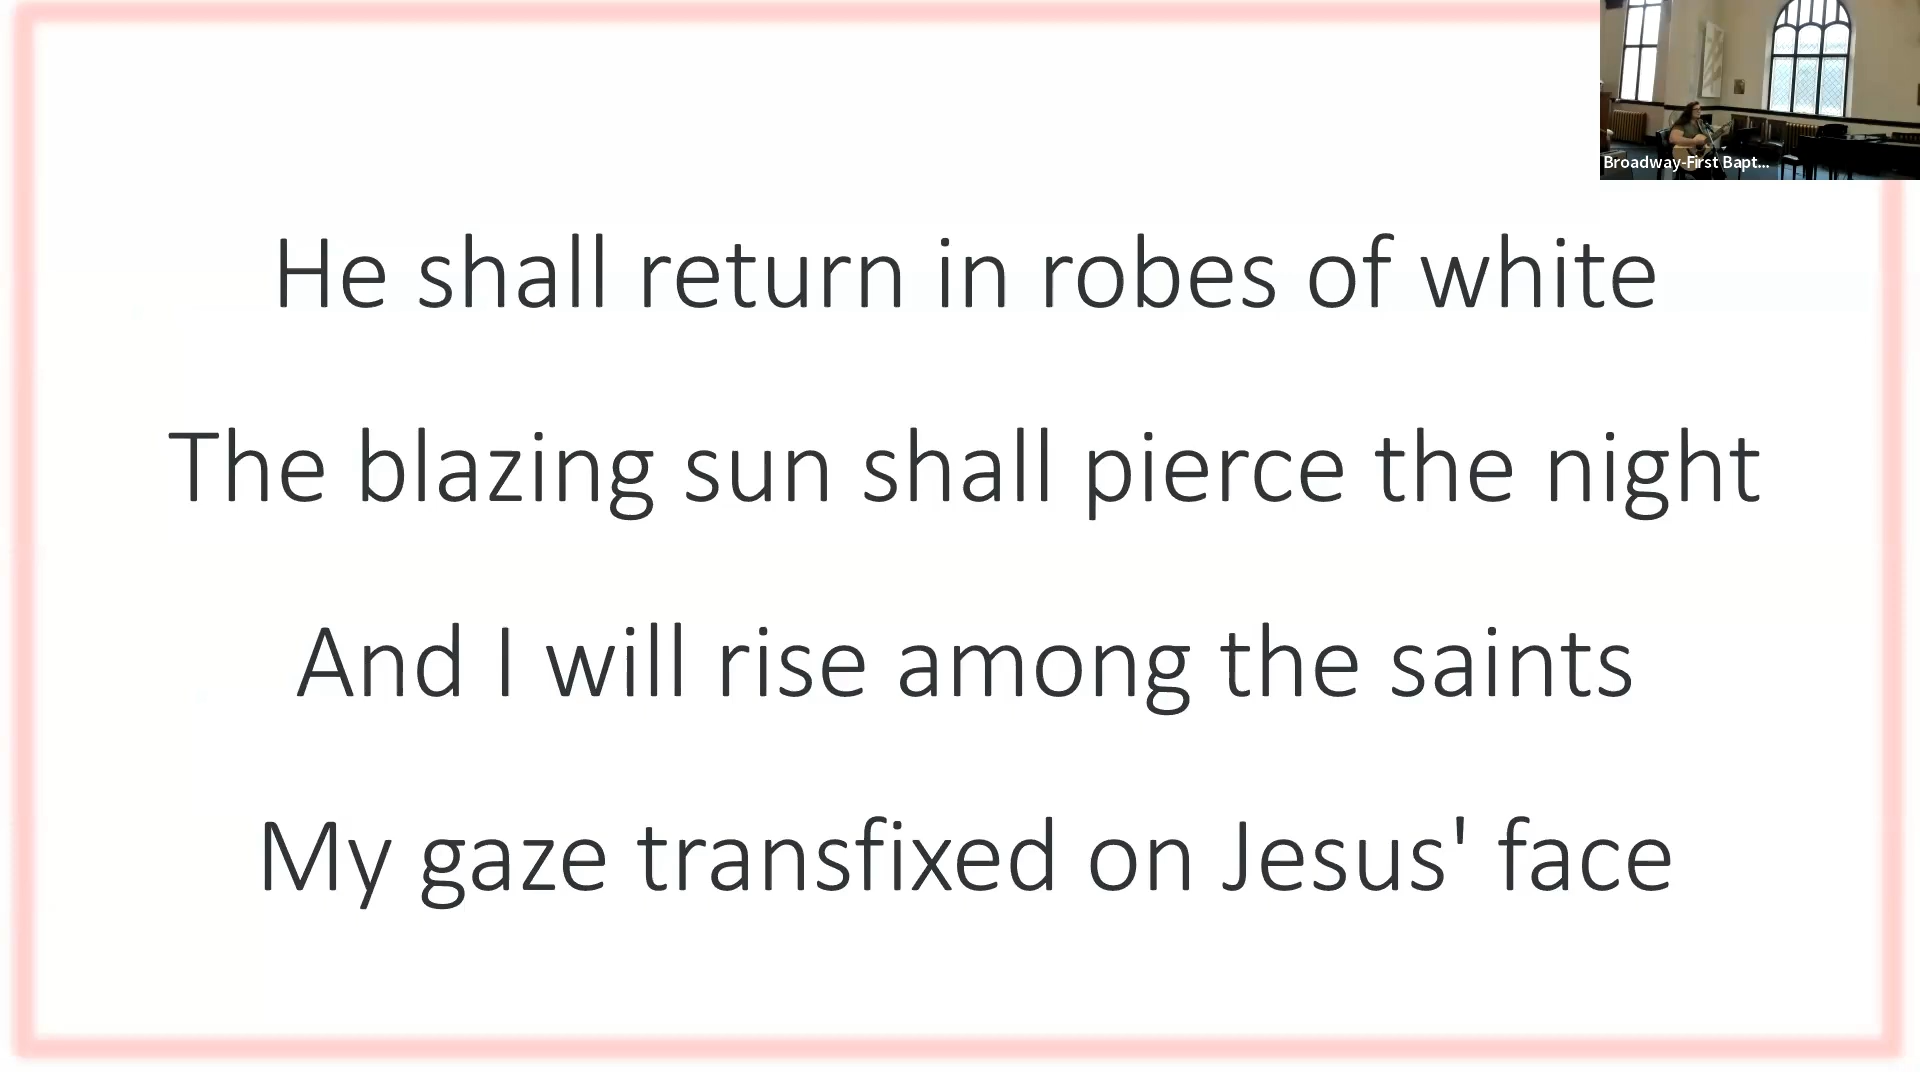 Broadway-First Bapt...
He shall return in robes of white
The blazing sun shall pierce the night
And I will rise among the saints
My gaze transfixed on Jesus' face